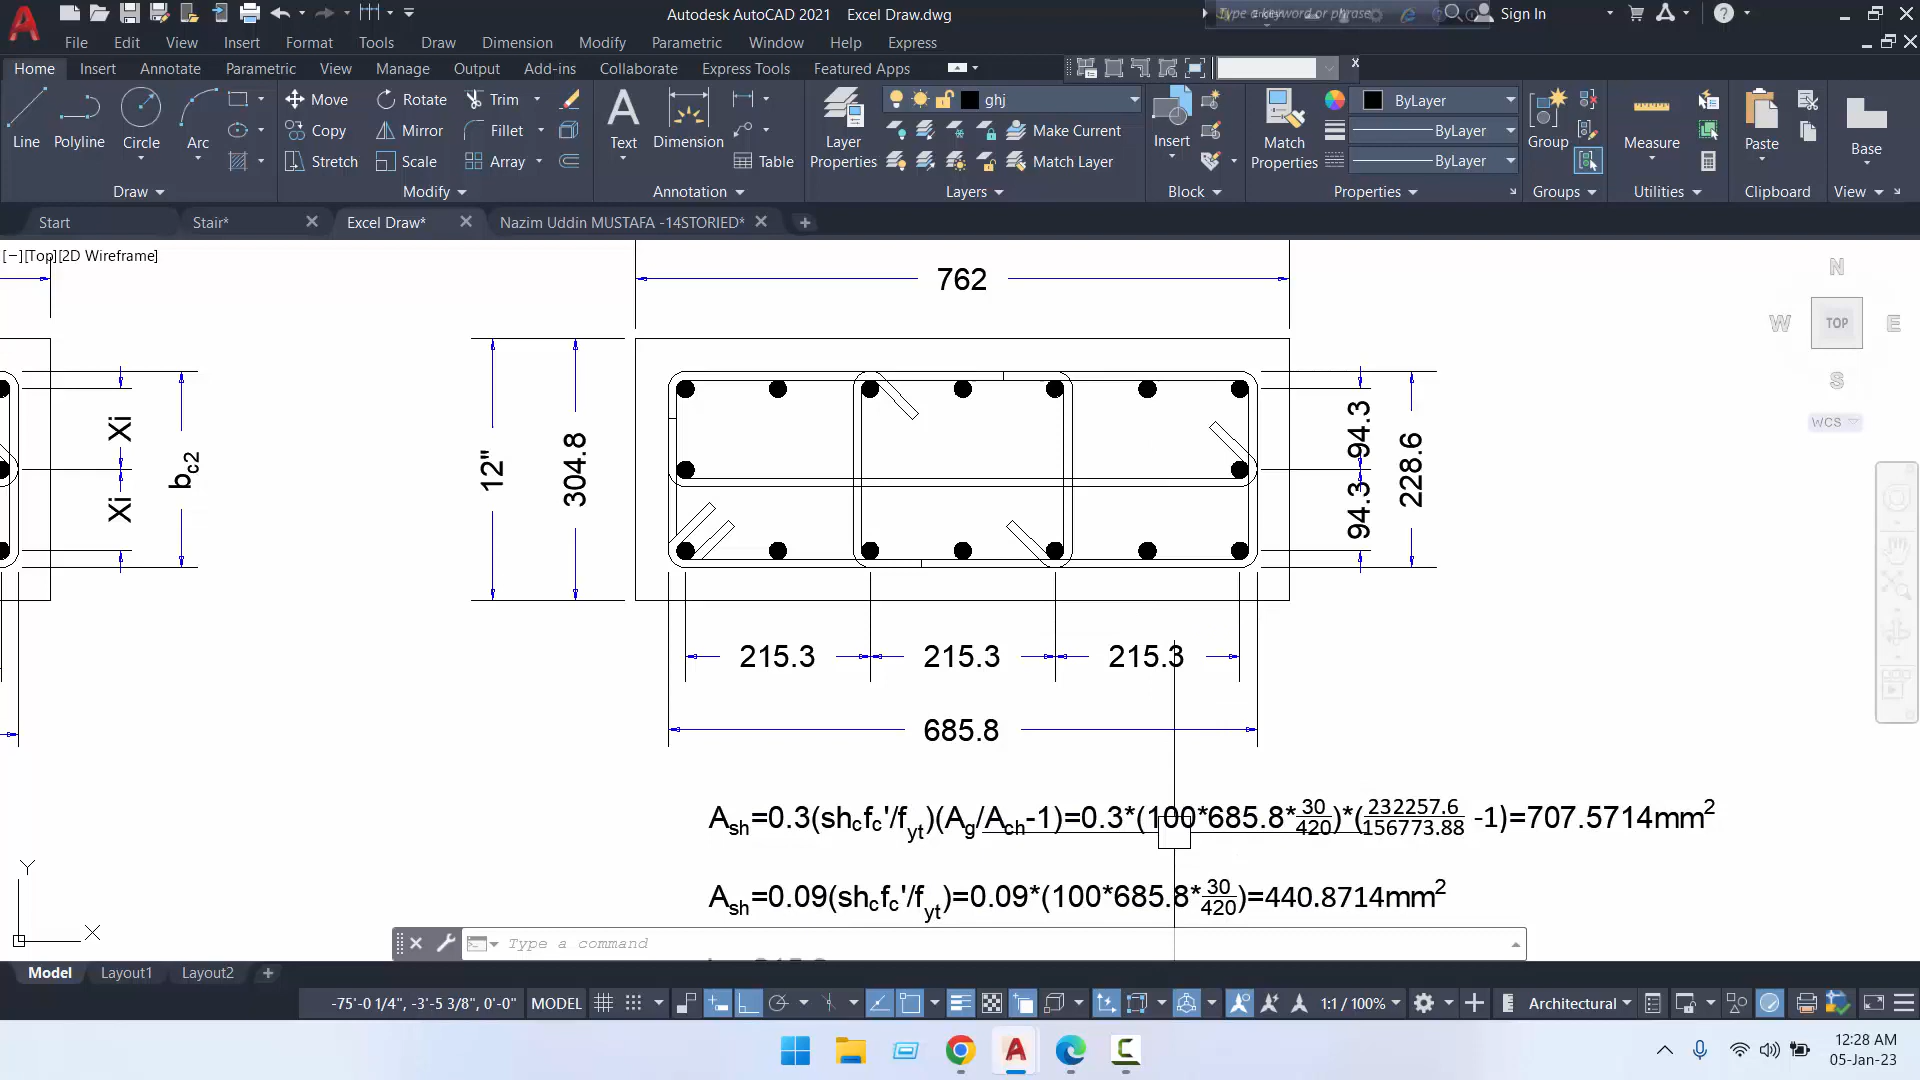 Autodesk AutoCAD 2021 Excel Draw.dwg
Sign In
File Edit View Insert Format Tools Draw Dimension Modify Parametric Window Help Express
Home Insert Annotate Parametric View Manage Output Add-ins Collaborate Express Tools Featured Apps
Line Polyline Circle Arc
Move Rotate Trim
Copy Mirror Fillet
Stretch Scale Array
Text Dimension Table
Layer Properties
ghj
Make Current
Match Layer
Insert
Match Properties
ByLayer
ByLayer
ByLayer
Group
Measure
Paste
Base
Draw Modify Annotation Layers Block Properties Groups Utilities Clipboard View
Start Stair* Excel Draw* Nazim Uddin MUSTAFA -14STORIED*
[−][Top][2D Wireframe]
N
W TOP E
S
WCS
762
12"
304.8
Xi
Xi
bc2
94.3
94.3
228.6
215.3 215.3 215.3
685.8
Ash=0.3(shcfc'/fyt)(Ag/Ach-1)=0.3*(100*685.8*30/420)*(232257.6/156773.88 -1)=707.5714mm²
Ash=0.09(shcfc'/fyt)=0.09*(100*685.8*30/420)=440.8714mm²
Y
X
Type a command
Model Layout1 Layout2
-75'-0 1/4", -3'-5 3/8", 0'-0" MODEL 1:1 / 100% Architectural
12:28 AM
05-Jan-23